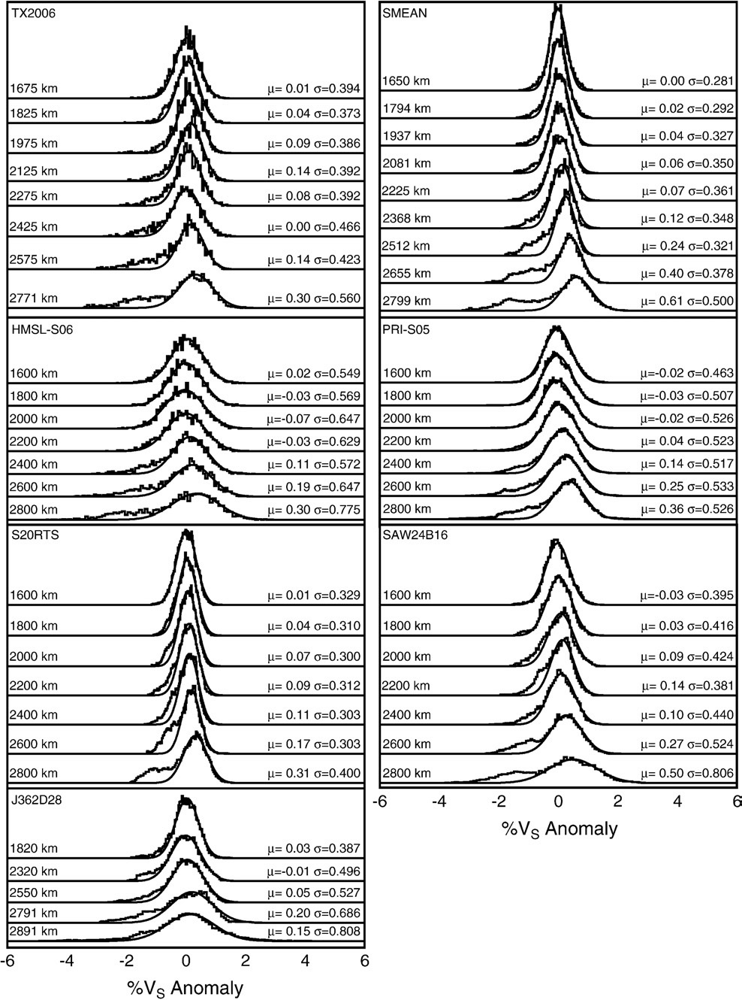 TX2006
1675 km μ= 0.01 σ=0.394
1825 km μ= 0.04 σ=0.373
1975 km μ= 0.09 σ=0.386
2125 km μ= 0.14 σ=0.392
2275 km μ= 0.08 σ=0.392
2425 km μ= 0.00 σ=0.466
2575 km μ= 0.14 σ=0.423
2771 km μ= 0.30 σ=0.560
HMSL-S06
1600 km μ= 0.02 σ=0.549
1800 km μ=-0.03 σ=0.569
2000 km μ=-0.07 σ=0.647
2200 km μ=-0.03 σ=0.629
2400 km μ= 0.11 σ=0.572
2600 km μ= 0.19 σ=0.647
2800 km μ= 0.30 σ=0.775
S20RTS
1600 km μ= 0.01 σ=0.329
1800 km μ= 0.04 σ=0.310
2000 km μ= 0.07 σ=0.300
2200 km μ= 0.09 σ=0.312
2400 km μ= 0.11 σ=0.303
2600 km μ= 0.17 σ=0.303
2800 km μ= 0.31 σ=0.400
J362D28
1820 km μ= 0.03 σ=0.387
2320 km μ=-0.01 σ=0.496
2550 km μ= 0.05 σ=0.527
2791 km μ= 0.20 σ=0.686
2891 km μ= 0.15 σ=0.808
-6 -4 -2 0 2 4 6
%VS Anomaly
SMEAN
1650 km μ= 0.00 σ=0.281
1794 km μ= 0.02 σ=0.292
1937 km μ= 0.04 σ=0.327
2081 km μ= 0.06 σ=0.350
2225 km μ= 0.07 σ=0.361
2368 km μ= 0.12 σ=0.348
2512 km μ= 0.24 σ=0.321
2655 km μ= 0.40 σ=0.378
2799 km μ= 0.61 σ=0.500
PRI-S05
1600 km μ=-0.02 σ=0.463
1800 km μ=-0.03 σ=0.507
2000 km μ=-0.02 σ=0.526
2200 km μ= 0.04 σ=0.523
2400 km μ= 0.14 σ=0.517
2600 km μ= 0.25 σ=0.533
2800 km μ= 0.36 σ=0.526
SAW24B16
1600 km μ=-0.03 σ=0.395
1800 km μ= 0.03 σ=0.416
2000 km μ= 0.09 σ=0.424
2200 km μ= 0.14 σ=0.381
2400 km μ= 0.10 σ=0.440
2600 km μ= 0.27 σ=0.524
2800 km μ= 0.50 σ=0.806
-6 -4 -2 0 2 4 6
%VS Anomaly